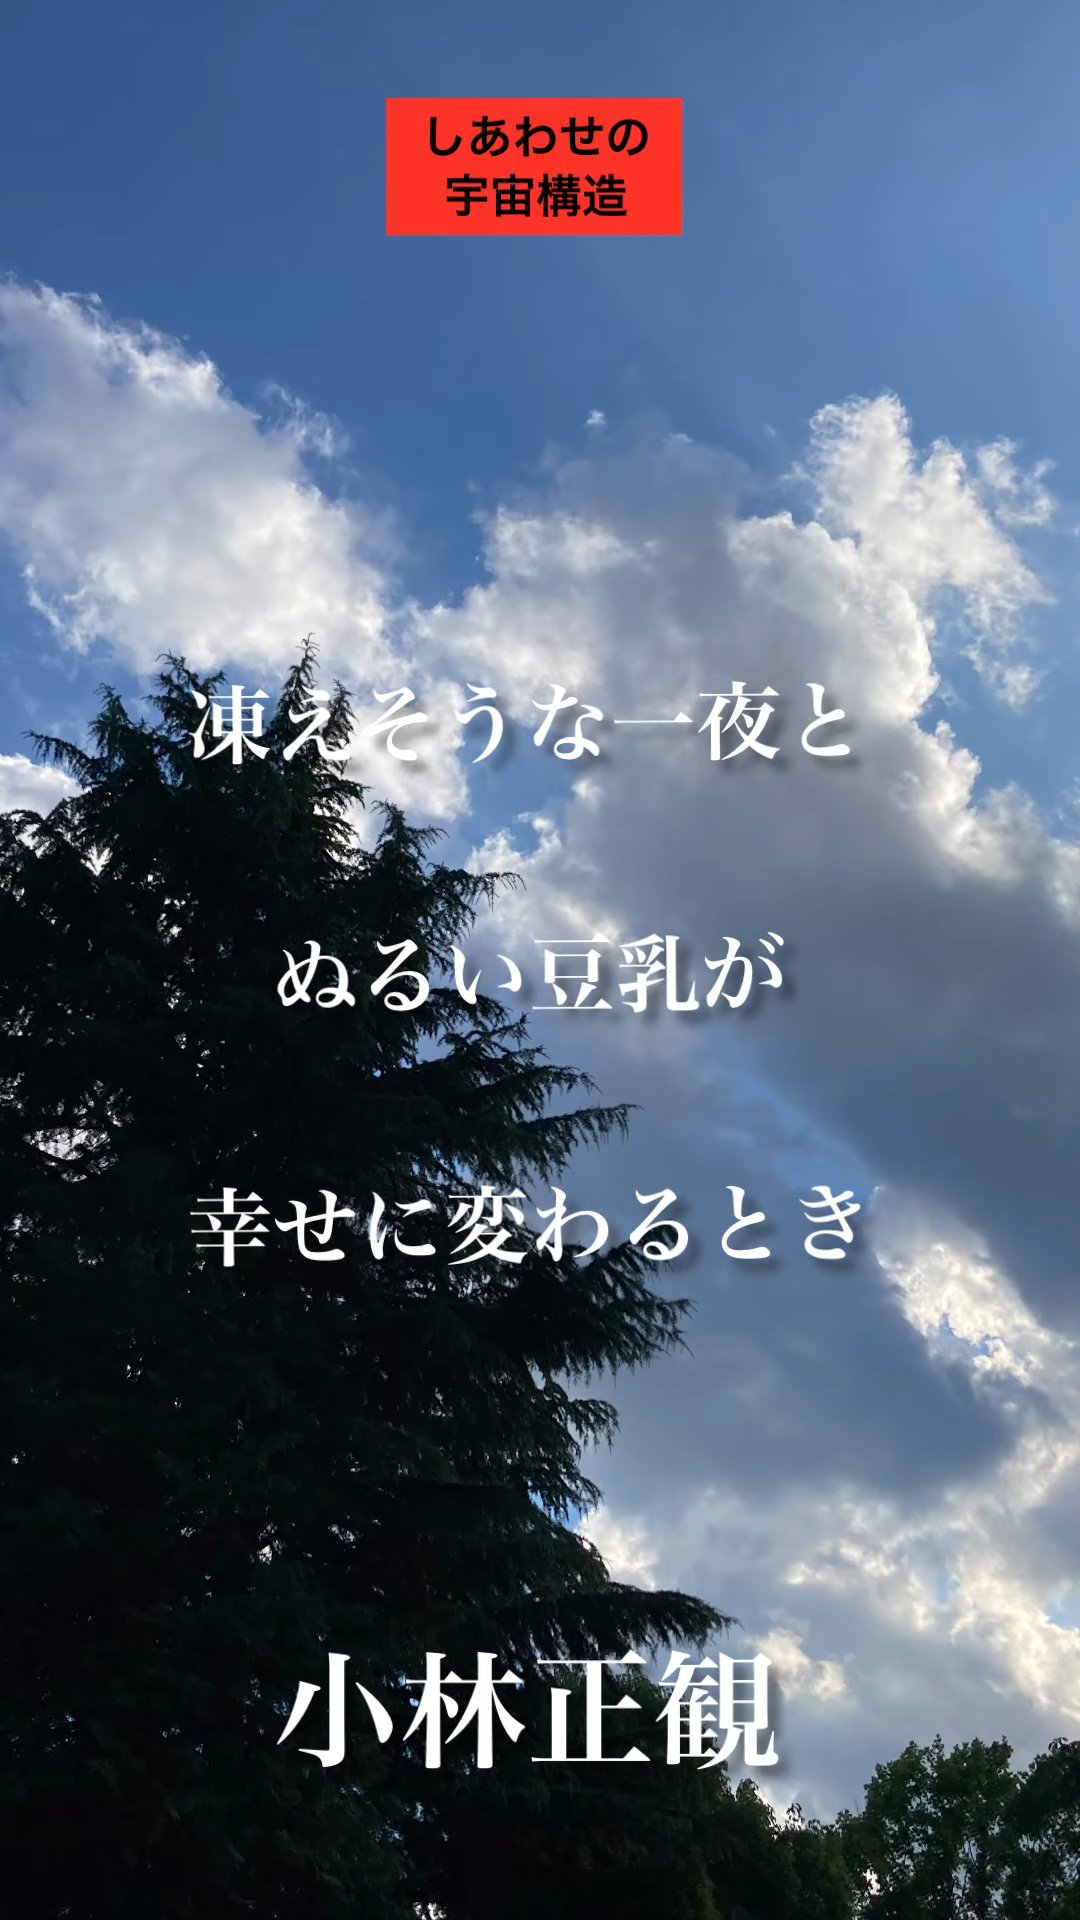 しあわせの
宇宙構造
凍えそうな一夜と
ぬるい豆乳が
幸せに変わるとき
小林正観